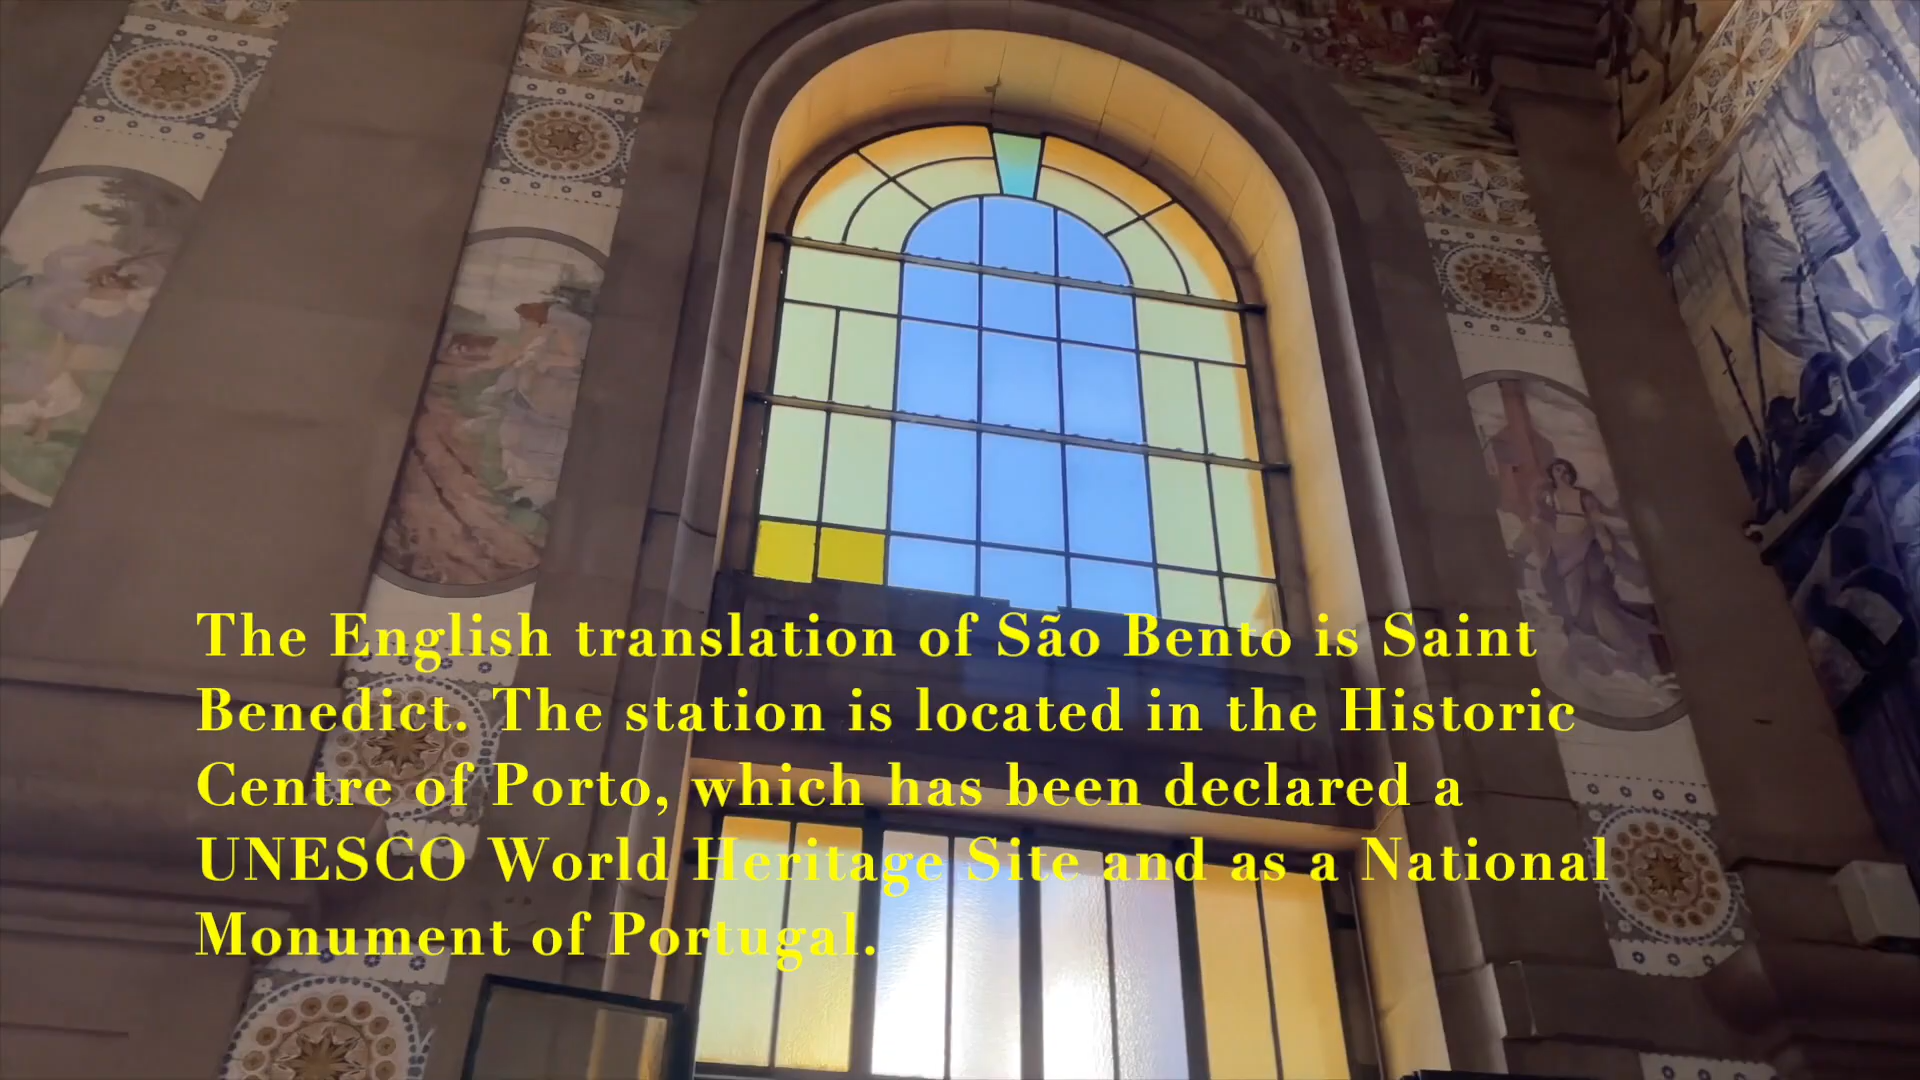 The English translation of São Bento is Saint
Benedict. The station is located in the Historic
Centre of Porto, which has been declared a
UNESCO World Heritage Site and as a National
Monument of Portugal.